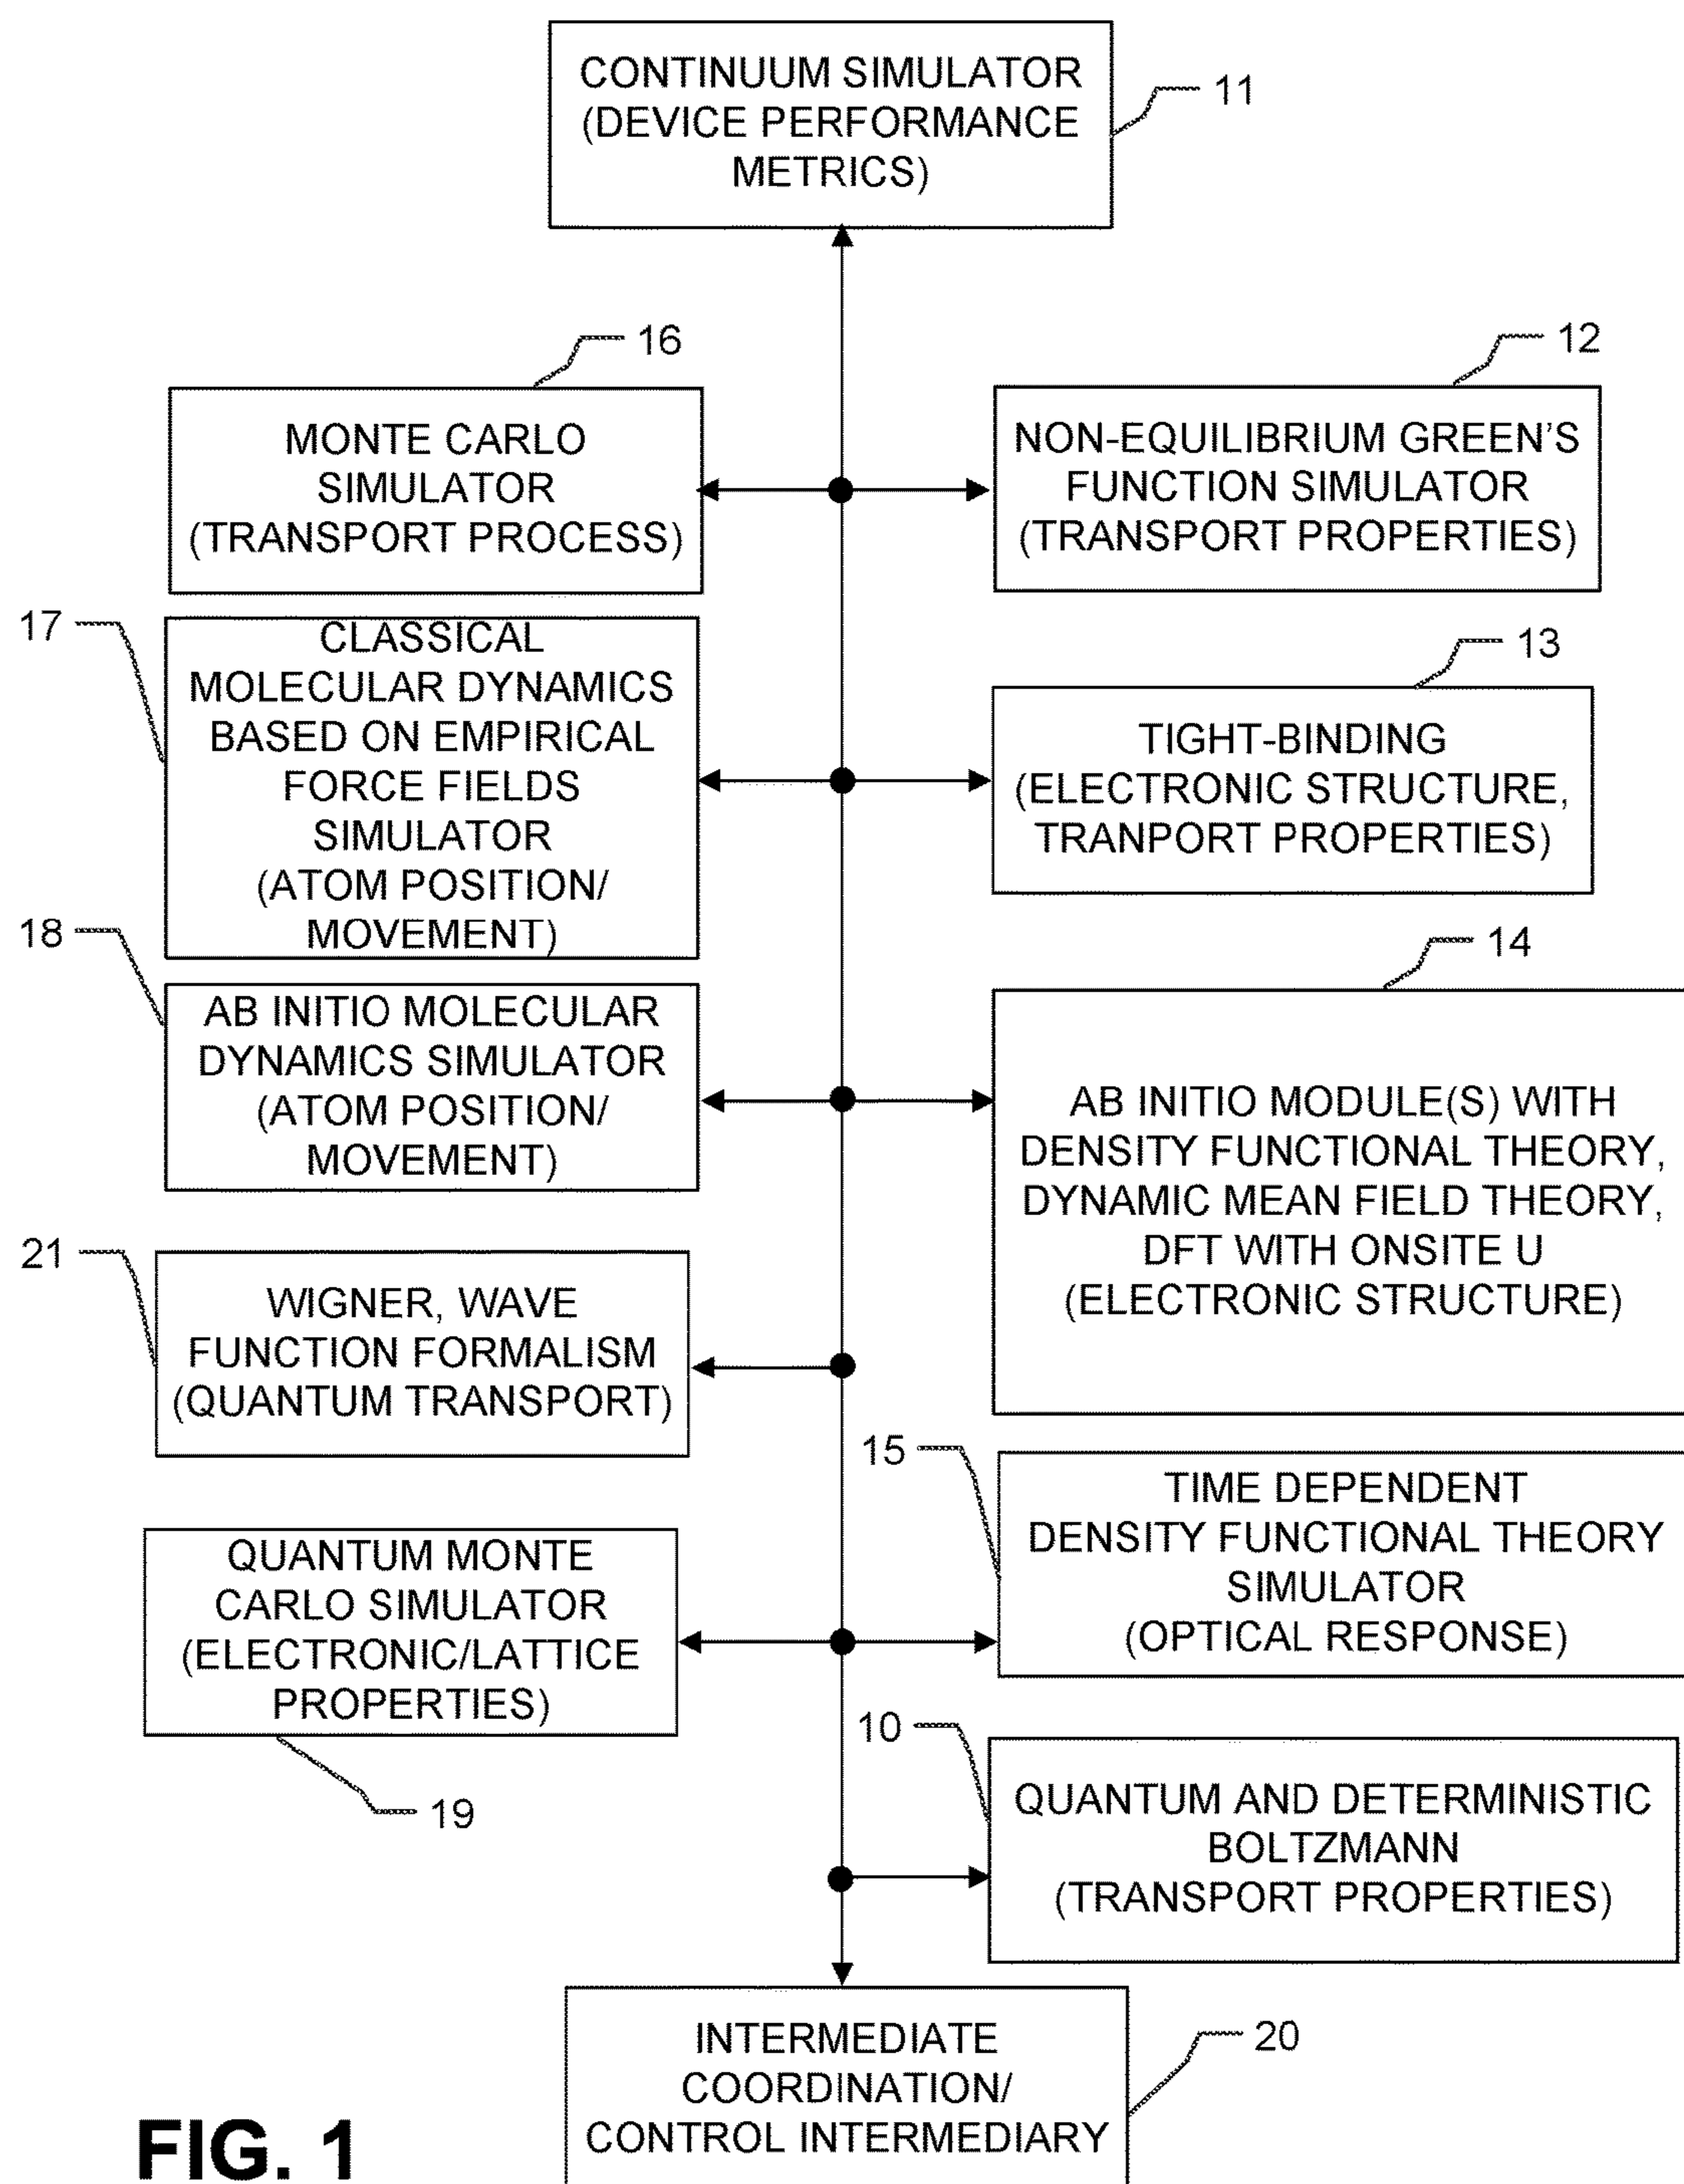 CONTINUUM SIMULATOR
(DEVICE PERFORMANCE
METRICS)
11
16
MONTE CARLO
SIMULATOR
(TRANSPORT PROCESS)
12
NON-EQUILIBRIUM GREEN'S
FUNCTION SIMULATOR
(TRANSPORT PROPERTIES)
17
CLASSICAL
MOLECULAR DYNAMICS
BASED ON EMPIRICAL
FORCE FIELDS
SIMULATOR
(ATOM POSITION/
MOVEMENT)
13
TIGHT-BINDING
(ELECTRONIC STRUCTURE,
TRANPORT PROPERTIES)
18
AB INITIO MOLECULAR
DYNAMICS SIMULATOR
(ATOM POSITION/
MOVEMENT)
14
AB INITIO MODULE(S) WITH
DENSITY FUNCTIONAL THEORY,
DYNAMIC MEAN FIELD THEORY,
DFT WITH ONSITE U
(ELECTRONIC STRUCTURE)
21
WIGNER, WAVE
FUNCTION FORMALISM
(QUANTUM TRANSPORT)
15
TIME DEPENDENT
DENSITY FUNCTIONAL THEORY
SIMULATOR
(OPTICAL RESPONSE)
QUANTUM MONTE
CARLO SIMULATOR
(ELECTRONIC/LATTICE
PROPERTIES)
19
10
QUANTUM AND DETERMINISTIC
BOLTZMANN
(TRANSPORT PROPERTIES)
INTERMEDIATE
COORDINATION/
CONTROL INTERMEDIARY
20
FIG. 1